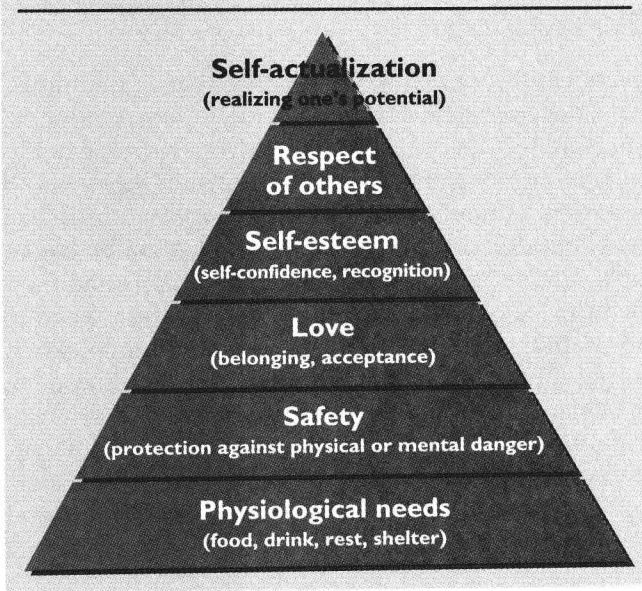 Self-actualization
(realizing one's potential)
Respect
of others
Self-esteem
(self-confidence, recognition)
Love
(belonging, acceptance)
Safety
(protection against physical or mental danger)
Physiological needs
(food, drink, rest, shelter)